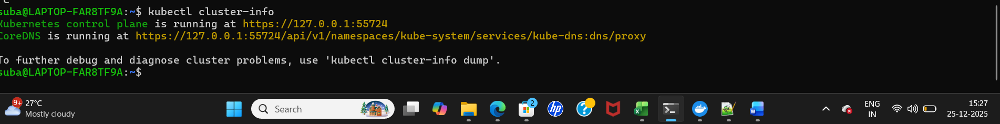 suba@LAPTOP-FAR8TF9A:~$ kubectl cluster-info
Kubernetes control plane is running at https://127.0.0.1:55724
CoreDNS is running at https://127.0.0.1:55724/api/v1/namespaces/kube-system/services/kube-dns:dns/proxy
To further debug and diagnose cluster problems, use 'kubectl cluster-info dump'.
suba@LAPTOP-FAR8TF9A:~$
9+
27°C
Mostly cloudy
Search
2
hp
?
X
W
ENG
IN
15:27
25-12-2025